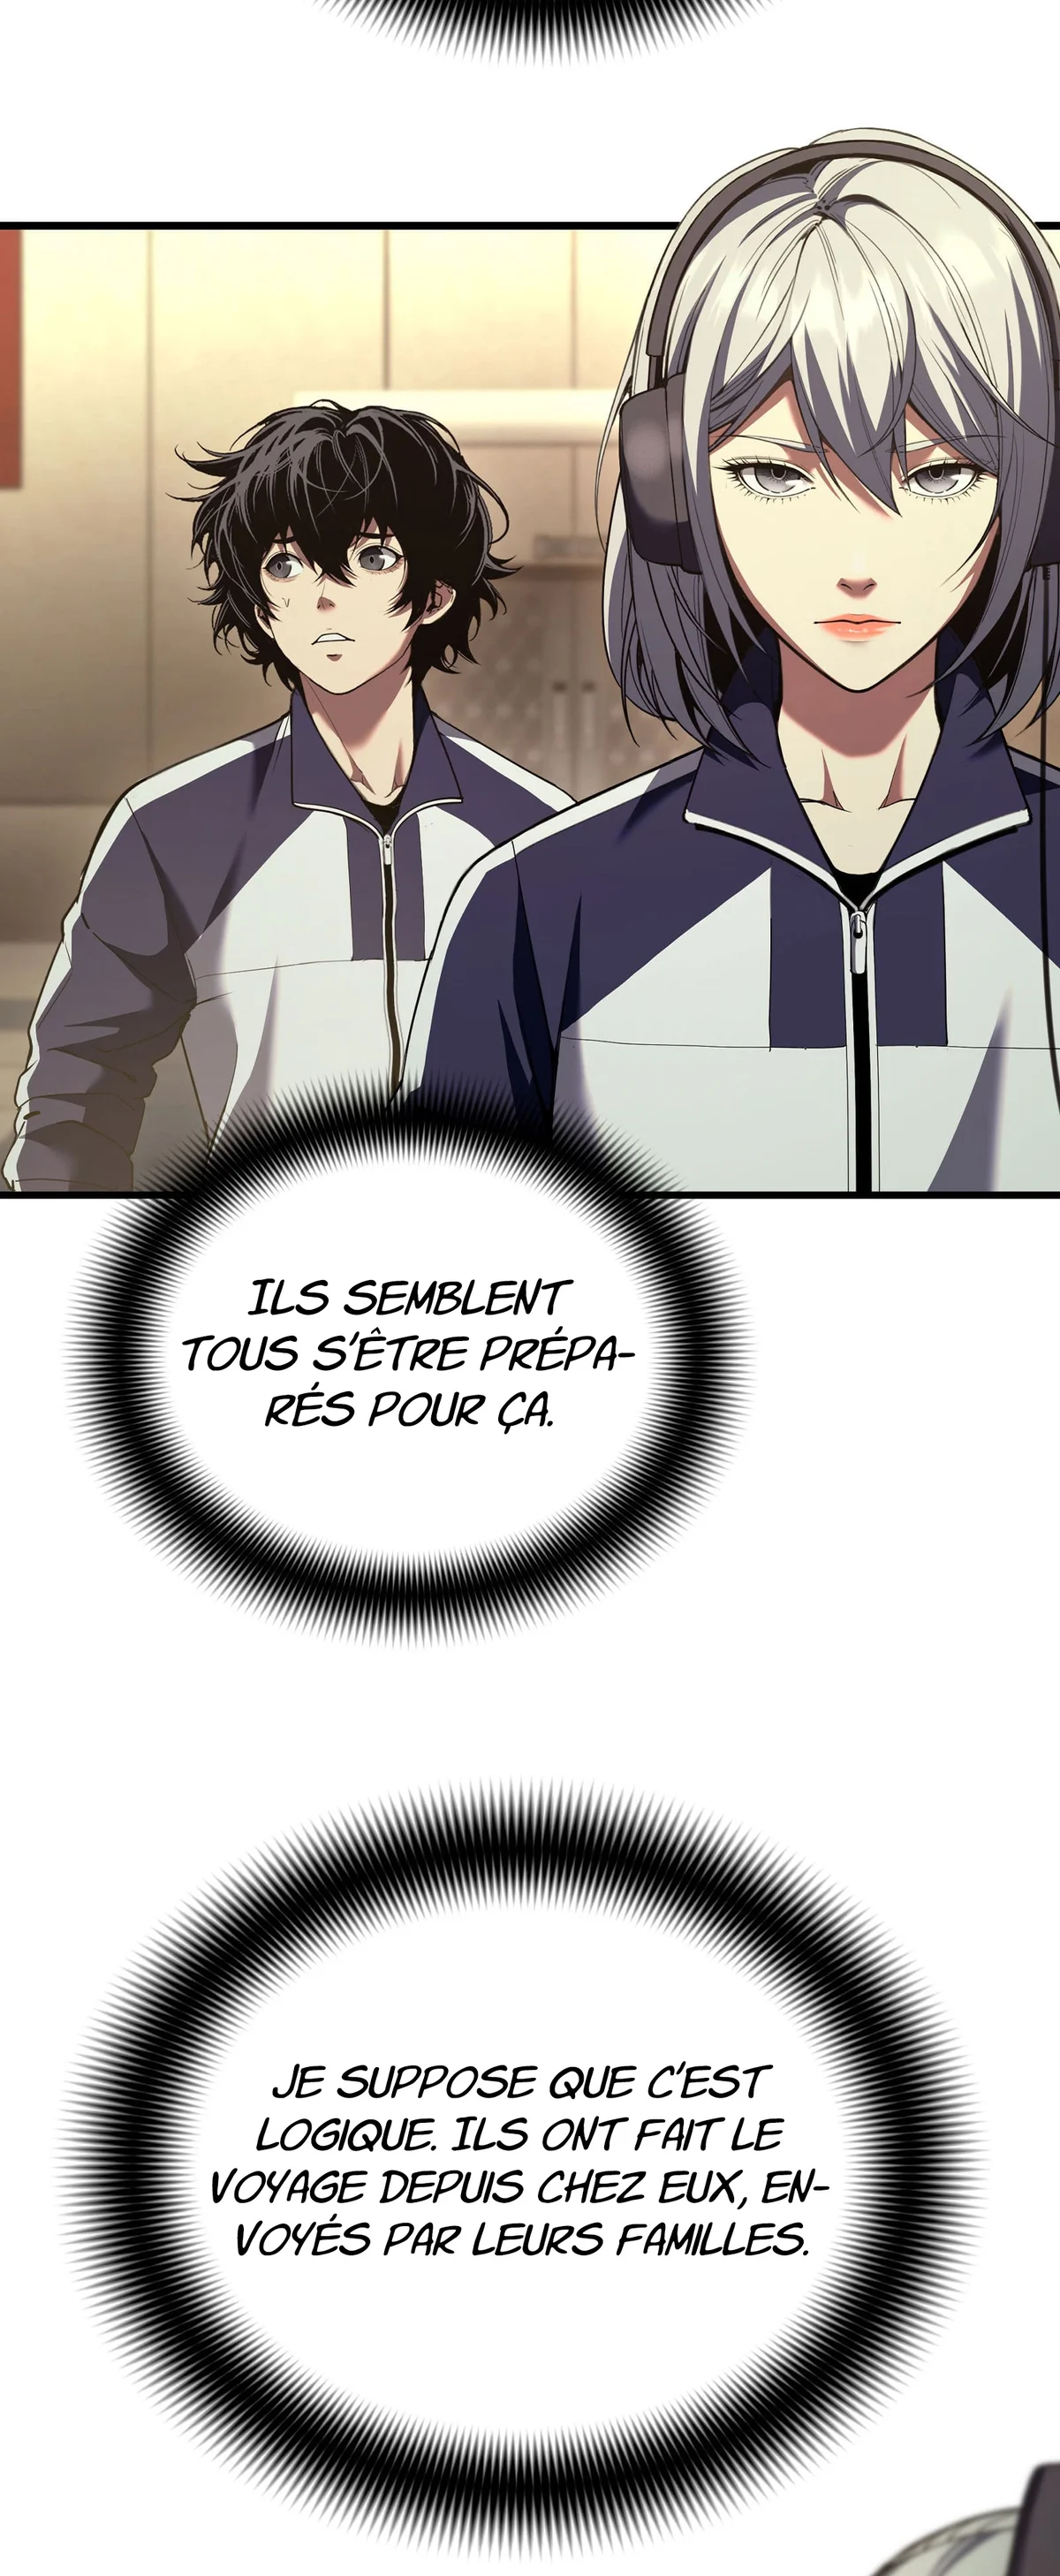 ILS SEMBLENT
TOUS S'ÊTRE PRÉPA-
RÉS POUR ÇA.
JE SUPPOSE QUE C'EST
LOGIQUE. ILS ONT FAIT LE
VOYAGE DEPUIS CHEZ EUX, EN-
VOYÉS PAR LEURS FAMILLES.